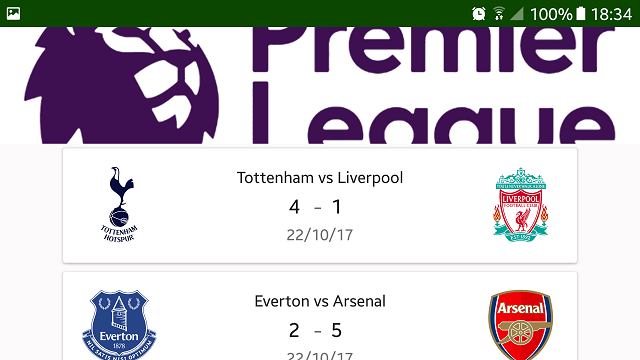 100% 18:34
Premier
League
Tottenham vs Liverpool
4 - 1
22/10/17
TOTTENHAM
HOTSPUR
YOU'LL NEVER WALK ALONE
LIVERPOOL
FOOTBALL CLUB
EST 1892
Everton vs Arsenal
2 - 5
22/10/17
Everton
1878
NIL SATIS NISI OPTIMUM
Arsenal